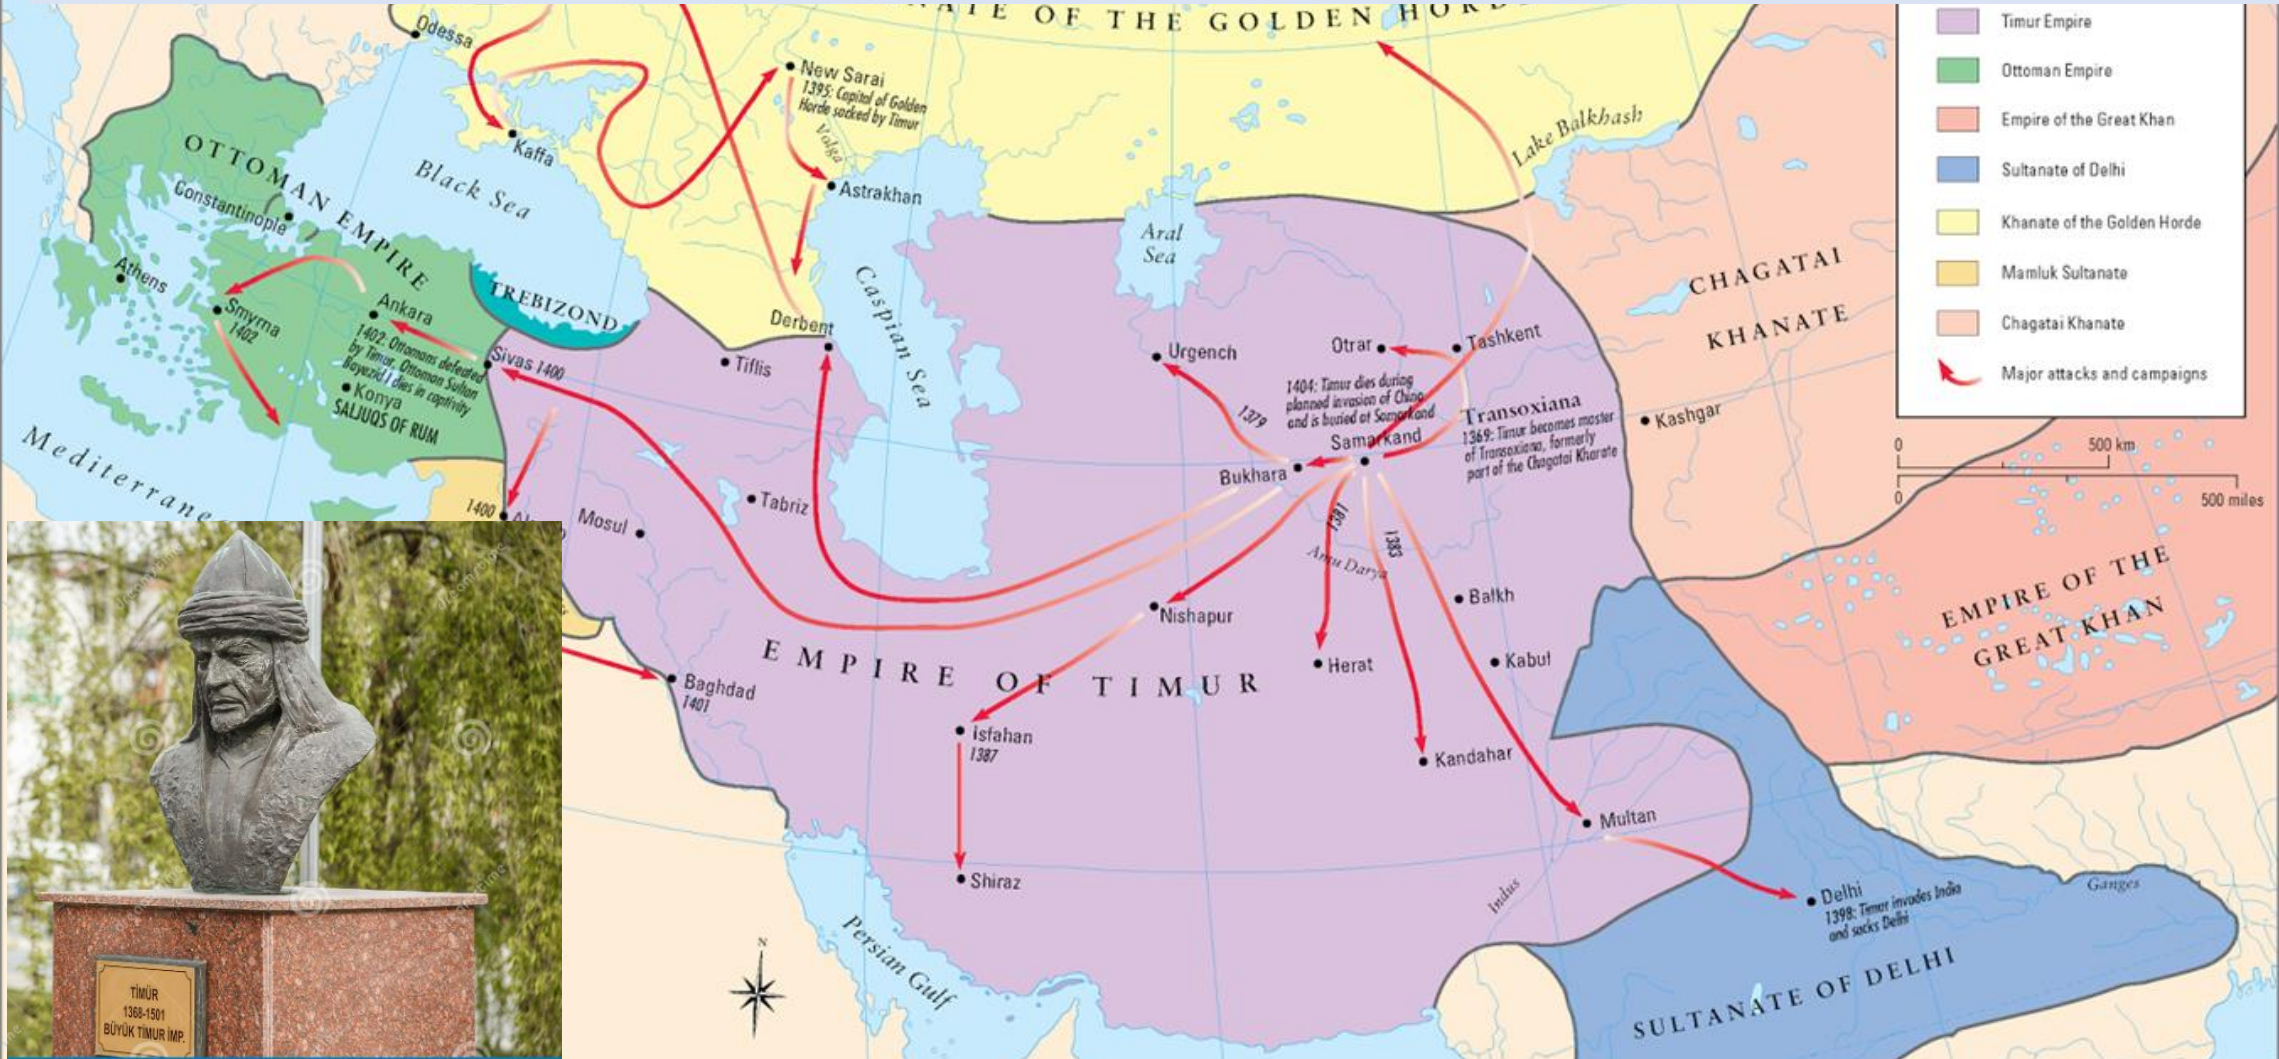 NATE OF THE GOLDEN HORDE
Odessa
New Sarai
1395: Capital of Golden
Horde sacked by Timur
Volga
Kaffa
Black Sea
Astrakhan
OTTOMAN EMPIRE
Constantinople
Athens
Smyrna
1402
Ankara
1402: Ottomans defeated
by Timur. Ottoman Sultan
Bayezid I dies in captivity
Konya
SALJUQS OF RUM
TREBIZOND
Sivas 1400
Mediterrane
1400
Tiflis
Derbent
Caspian Sea
Aral
Sea
Lake Balkhash
CHAGATAI
KHANATE
Urgench
1379
Otrar
Tashkent
1404: Timur dies during
planned invasion of China
and is buried at Samarkand
Transoxiana
1369: Timur becomes master
of Transoxiana, formerly
part of the Chagatai Kharate
Samarkand
Bukhara
Kashgar
Tabriz
Mosul
1381
1383
Amu Darya
Nishapur
Balkh
Herat
Kabul
EMPIRE OF TIMUR
Baghdad
1401
Isfahan
1387
Kandahar
Multan
Shiraz
Indus
Persian Gulf
N
Delhi
1398: Timur invades India
and sacks Delhi
Ganges
SULTANATE OF DELHI
EMPIRE OF THE
GREAT KHAN
Timur Empire
Ottoman Empire
Empire of the Great Khan
Sultanate of Delhi
Khanate of the Golden Horde
Mamluk Sultanate
Chagatai Khanate
Major attacks and campaigns
0 500 km
0 500 miles
TİMÜR
1368-1501
BÜYÜK TİMUR İMP.